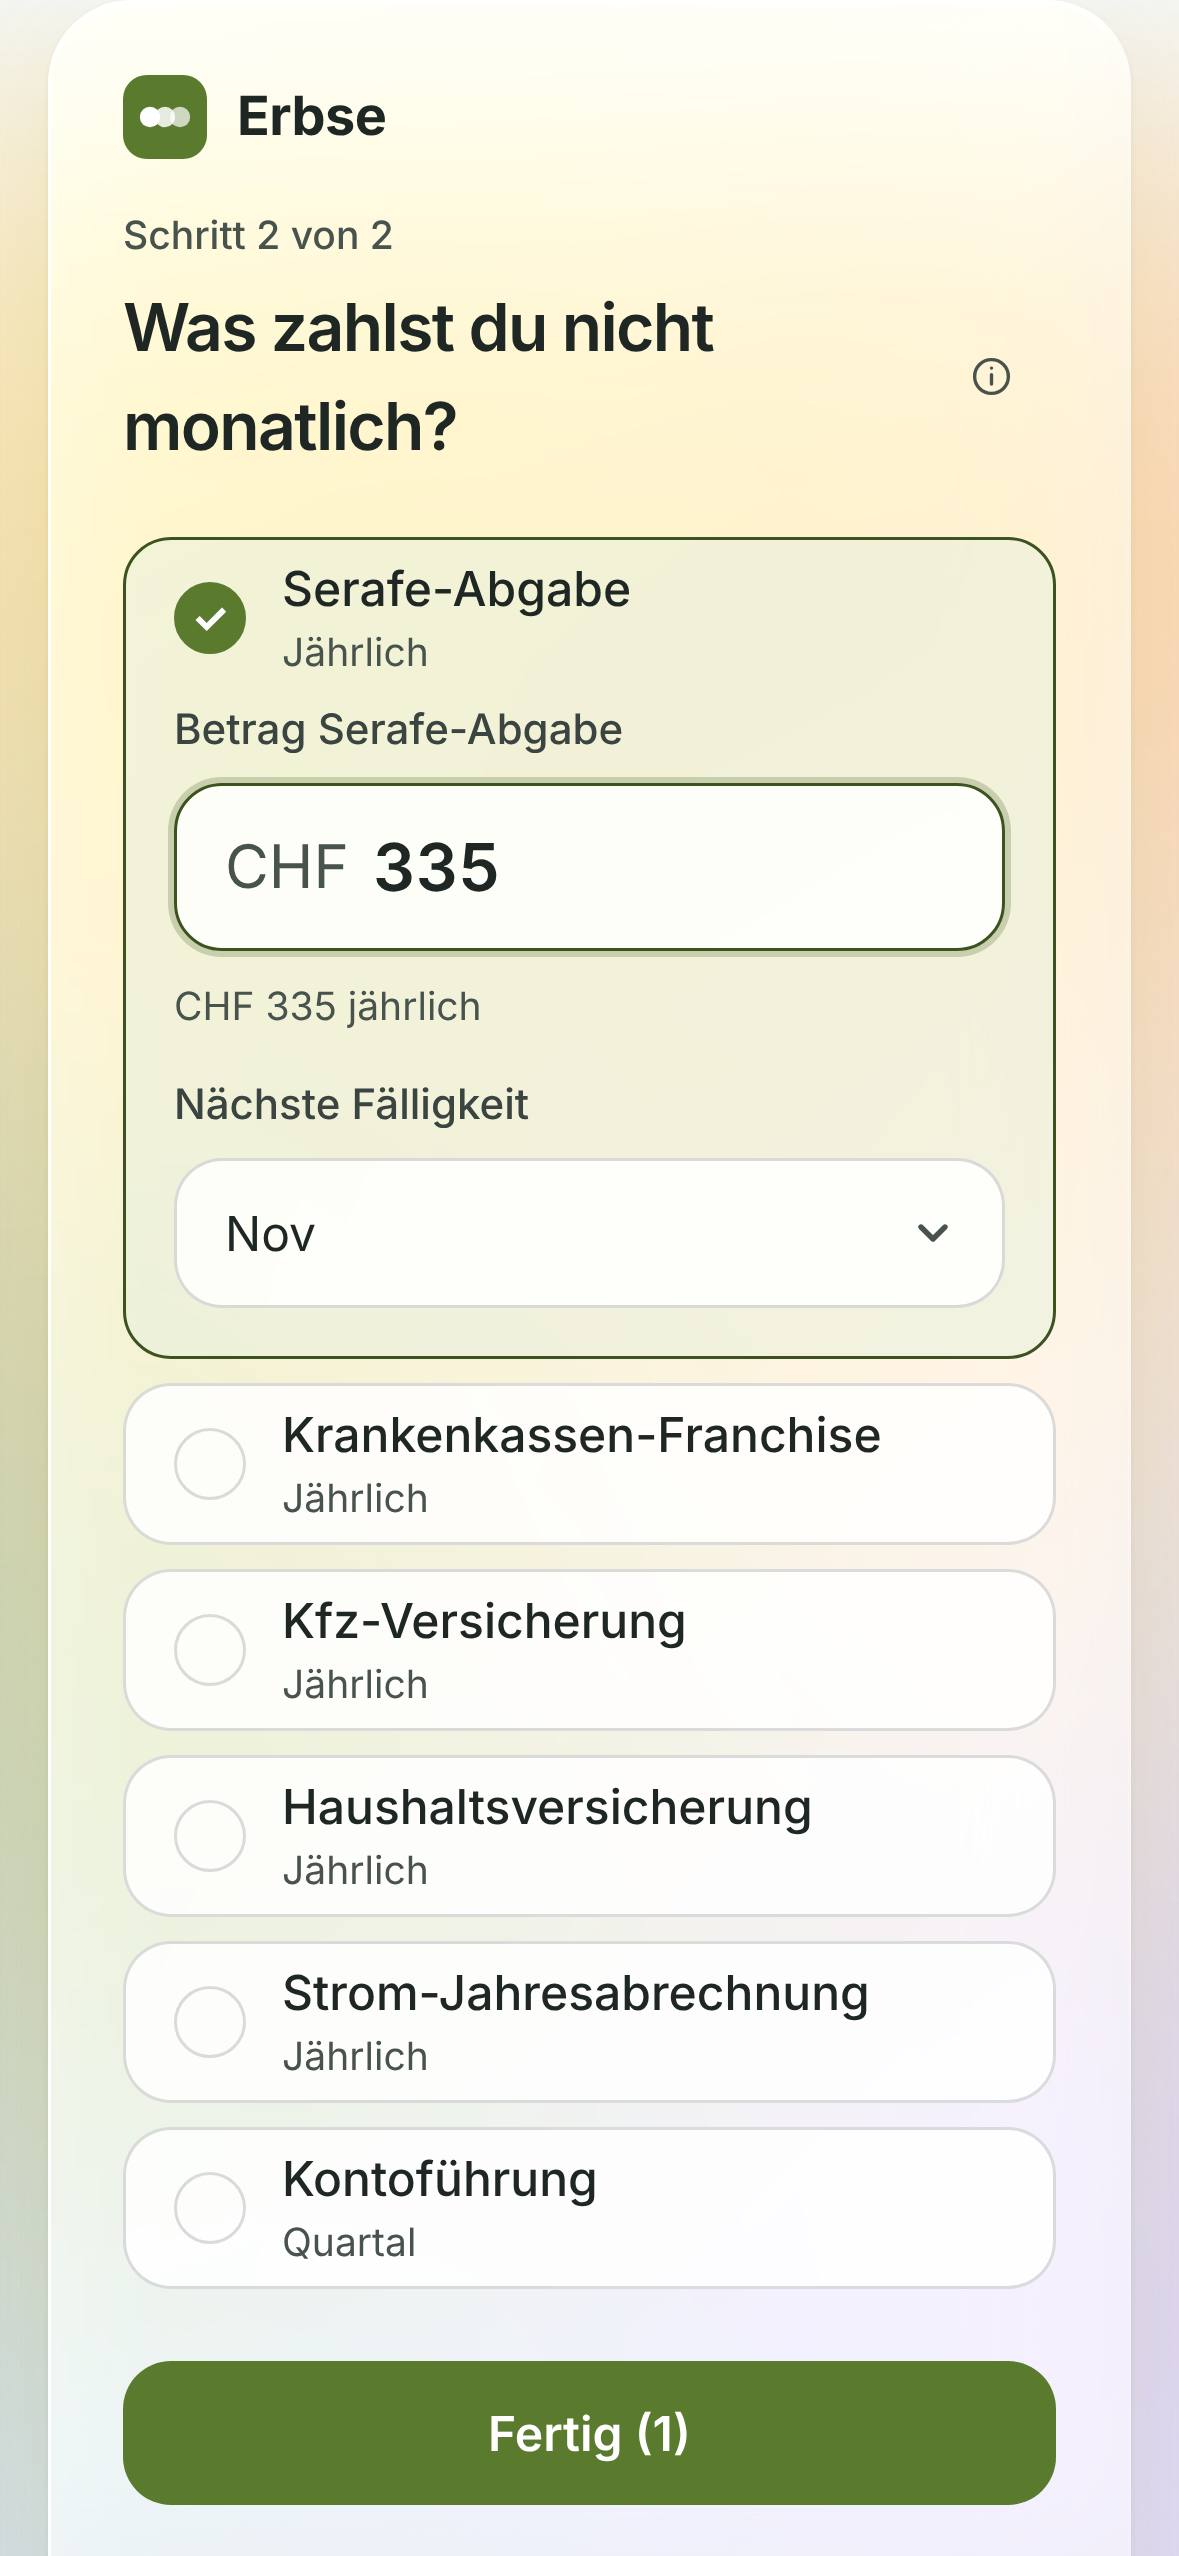 Erbse
Schritt 2 von 2
Was zahlst du nicht
monatlich?
Serafe-Abgabe
Jährlich
Betrag Serafe-Abgabe
CHF 335
CHF 335 jährlich
Nächste Fälligkeit
Nov
Krankenkassen-Franchise
Jährlich
Kfz-Versicherung
Jährlich
Haushaltsversicherung
Jährlich
Strom-Jahresabrechnung
Jährlich
Kontoführung
Quartal
Fertig (1)